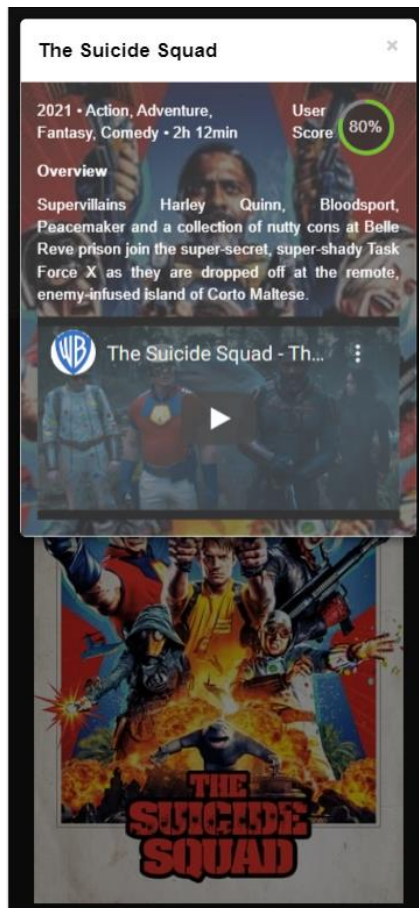 The Suicide Squad ×
2021 • Action, Adventure,
Fantasy, Comedy • 2h 12min
User
Score
80%
Overview
Supervillains Harley Quinn, Bloodsport,
Peacemaker and a collection of nutty cons at Belle
Reve prison join the super-secret, super-shady Task
Force X as they are dropped off at the remote,
enemy-infused island of Corto Maltese.
WB
The Suicide Squad - Th...
THE
SUICIDE
SQUAD